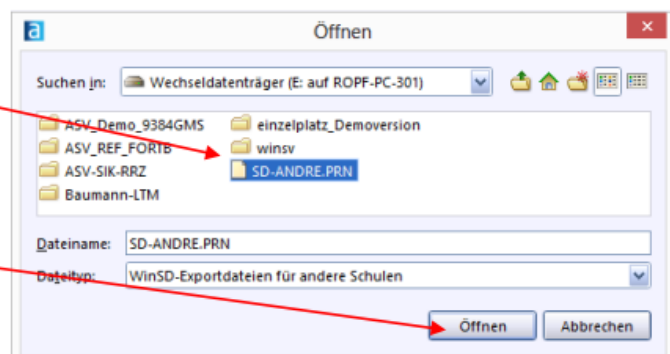 a Öffnen
Suchen in: Wechseldatenträger (E: auf ROPF-PC-301)
ASV_Demo_9384GMS einzelplatz_Demoversion
ASV_REF_FORTB winsv
ASV-SIK-RRZ SD-ANDRE.PRN
Baumann-LTM
Dateiname: SD-ANDRE.PRN
Dateityp: WinSD-Exportdateien für andere Schulen
Öffnen Abbrechen